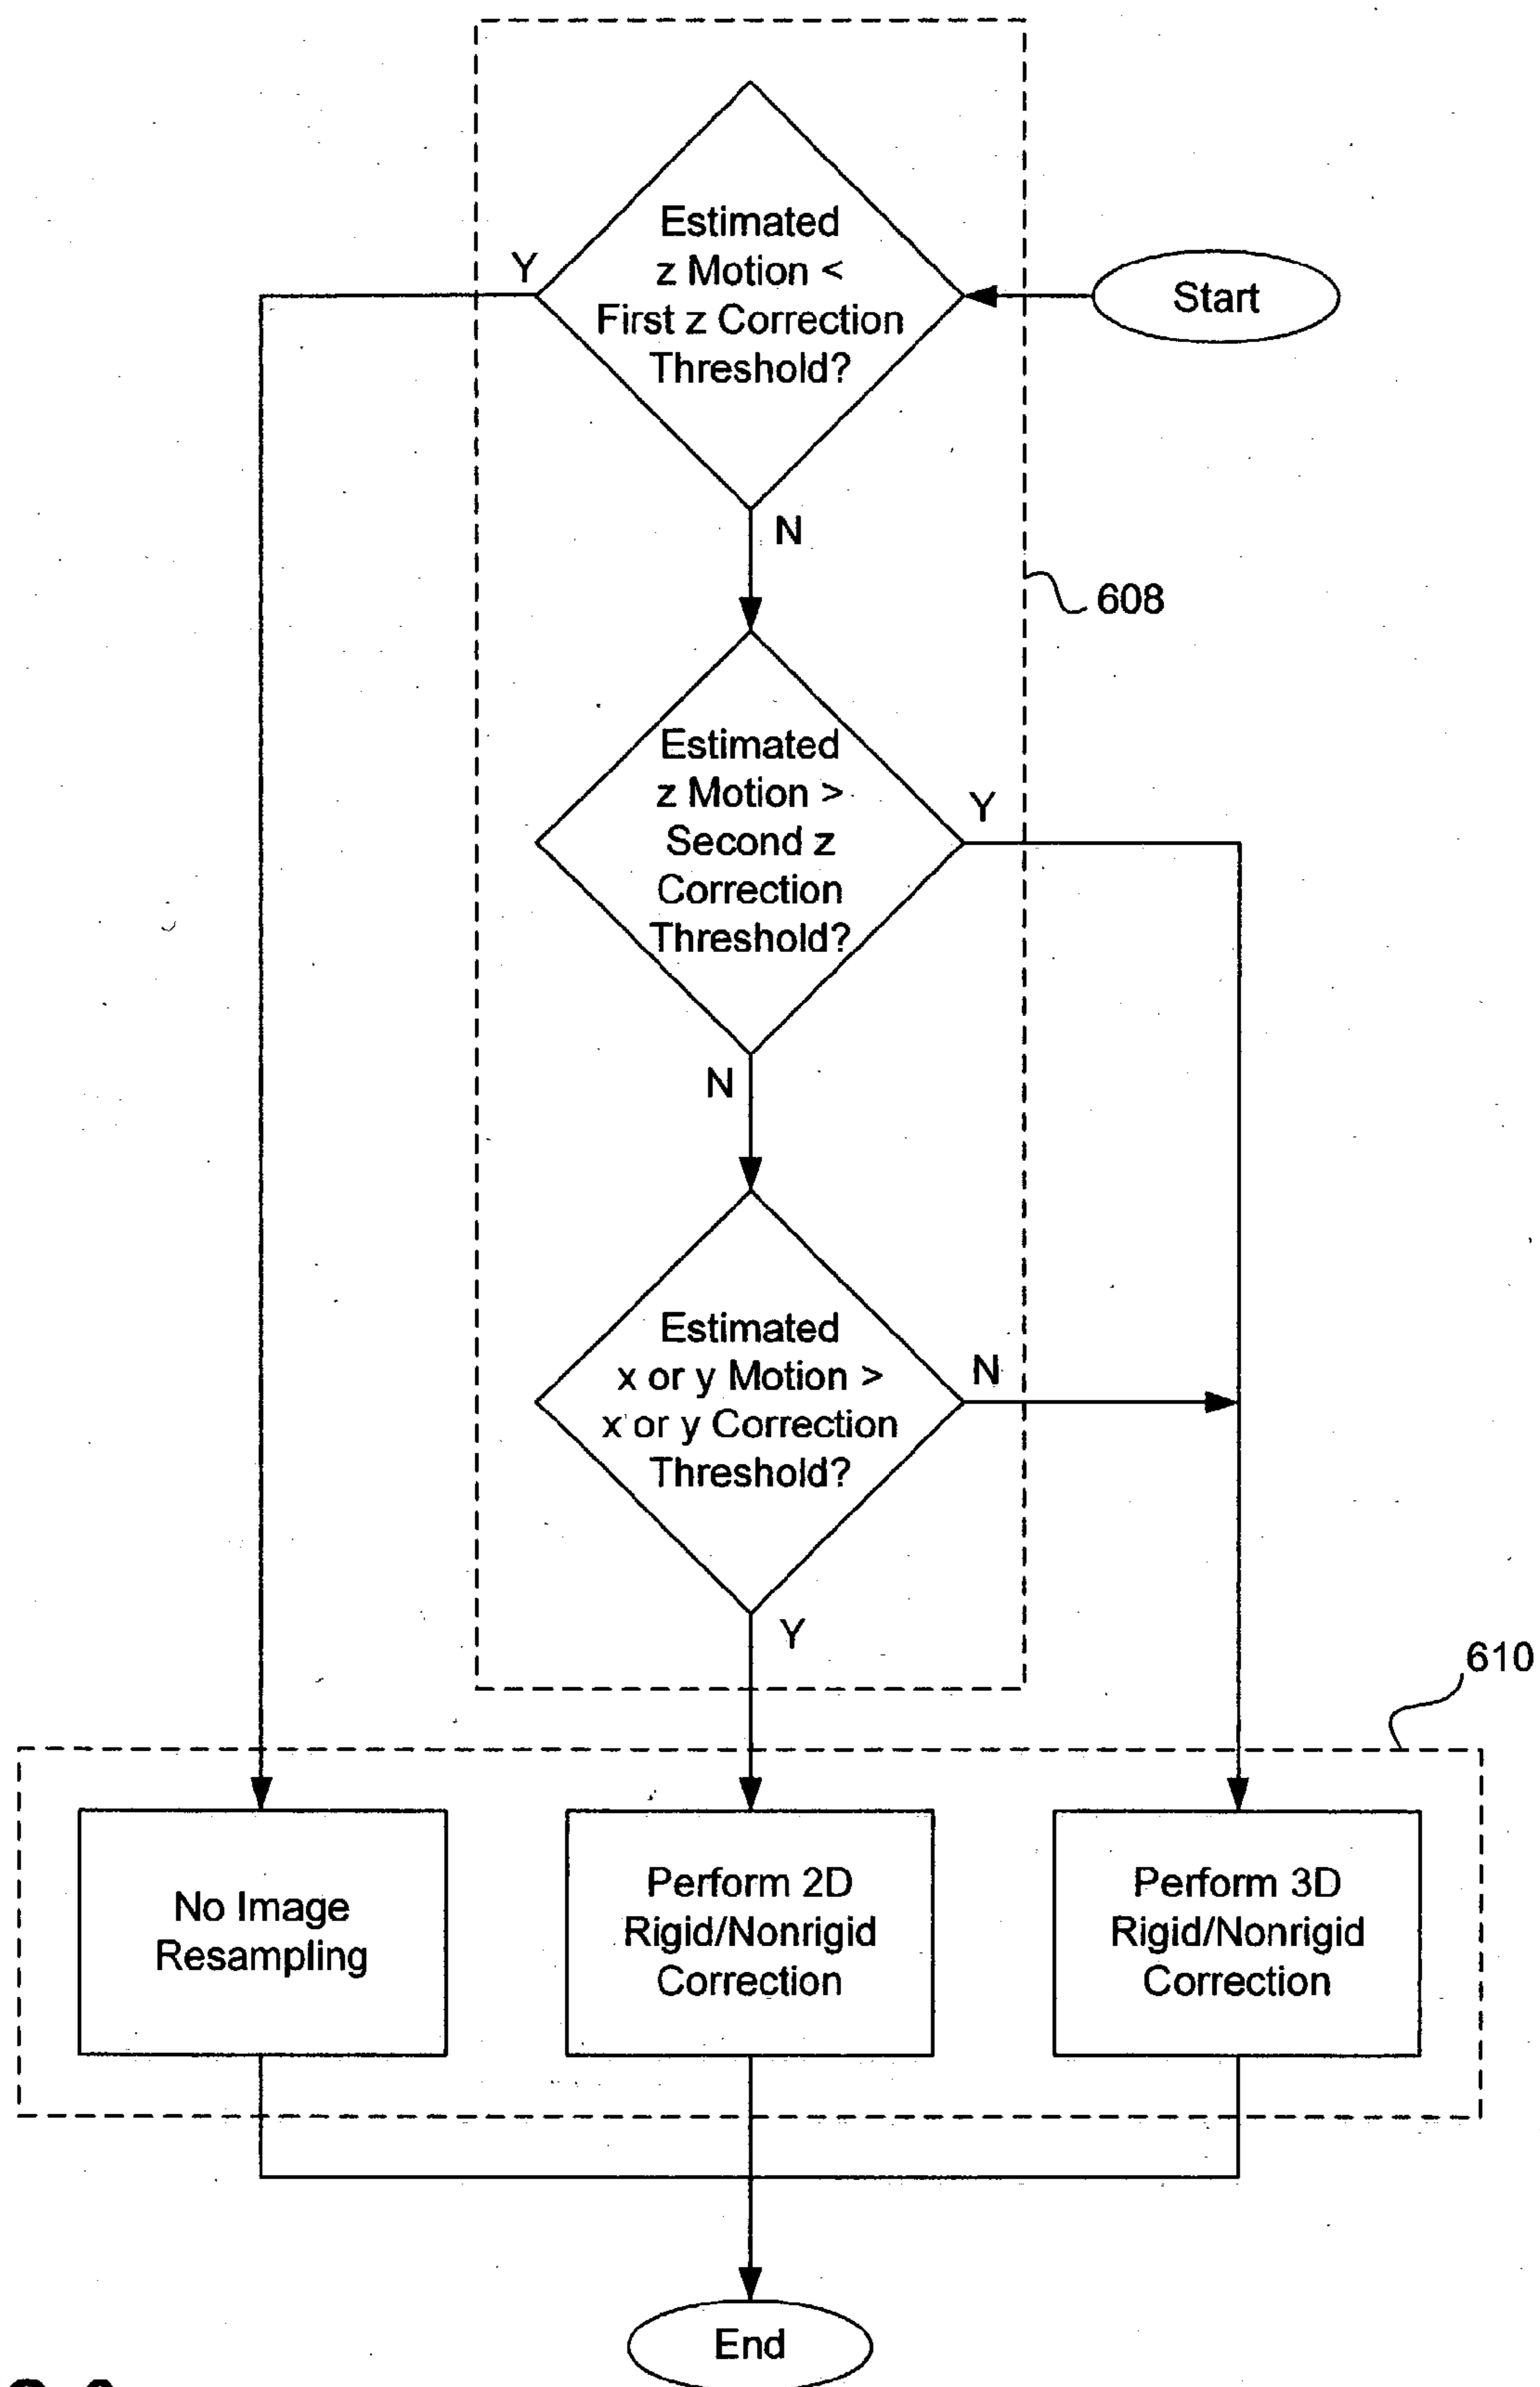 Estimated
z Motion <
First z Correction
Threshold?
Y
Start
N
608
Estimated
z Motion >
Second z
Correction
Threshold?
Y
N
Estimated
x or y Motion >
x or y Correction
Threshold?
N
Y
610
No Image
Resampling
Perform 2D
Rigid/Nonrigid
Correction
Perform 3D
Rigid/Nonrigid
Correction
End